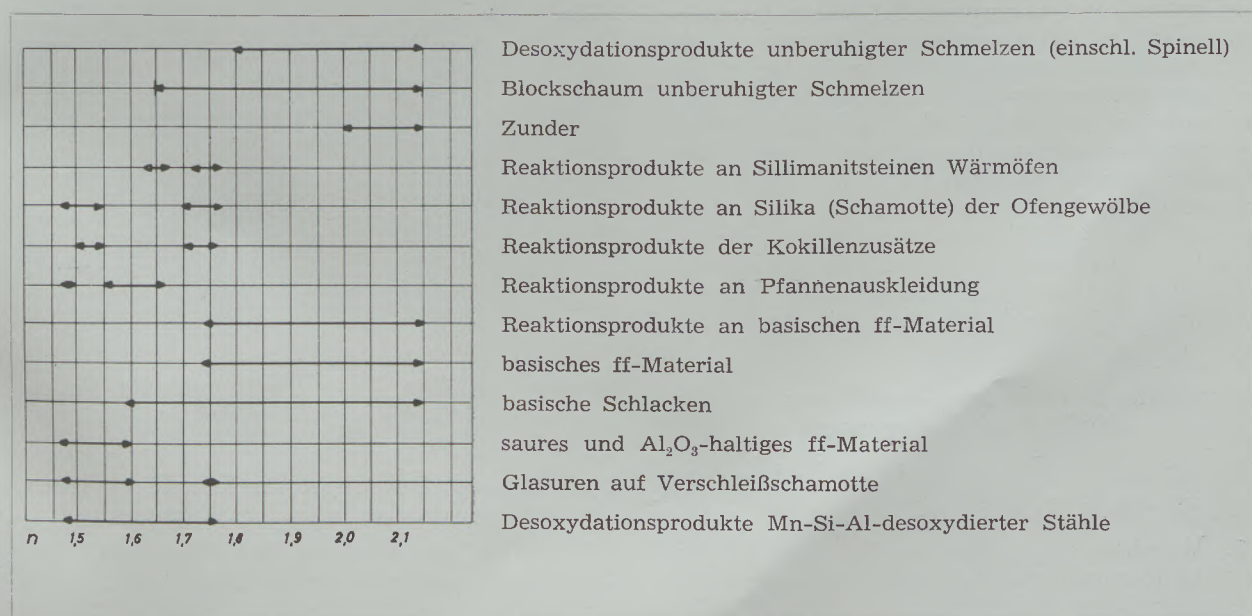 Desoxydationsprodukte unberuhigter Schmelzen (einschl. Spinell)
Blockschaum unberuhigter Schmelzen
Zunder
Reaktionsprodukte an Sillimanitsteinen Wärmöfen
Reaktionsprodukte an Silika (Schamotte) der Ofengewölbe
Reaktionsprodukte der Kokillenzusätze
Reaktionsprodukte an Pfannenauskleidung
Reaktionsprodukte an basischen ff-Material
basisches ff-Material
basische Schlacken
saures und Al₂O₃-haltiges ff-Material
Glasuren auf Verschleißschamotte
Desoxydationsprodukte Mn-Si-Al-desoxydierter Stähle
n 1,5 1,6 1,7 1,8 1,9 2,0 2,1